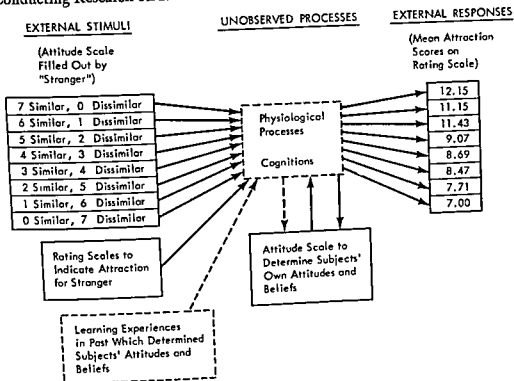 EXTERNAL STIMULI
UNOBSERVED PROCESSES
EXTERNAL RESPONSES
(Attitude Scale
Filled Out by
"Stranger")
(Mean Attraction
Scores on
Rating Scale)
7 Similar, 0 Dissimilar
6 Similar, 1 Dissimilar
5 Similar, 2 Dissimilar
4 Similar, 3 Dissimilar
3 Similar, 4 Dissimilar
2 Similar, 5 Dissimilar
1 Similar, 6 Dissimilar
0 Similar, 7 Dissimilar
Physiological
Processes
Cognitions
12.15
11.15
11.43
9.07
8.69
8.47
7.71
7.00
Rating Scales to
Indicate Attraction
for Stranger
Attitude Scale to
Determine Subjects'
Own Attitudes and
Beliefs
Learning Experiences
in Past Which Determined
Subjects' Attitudes and
Beliefs